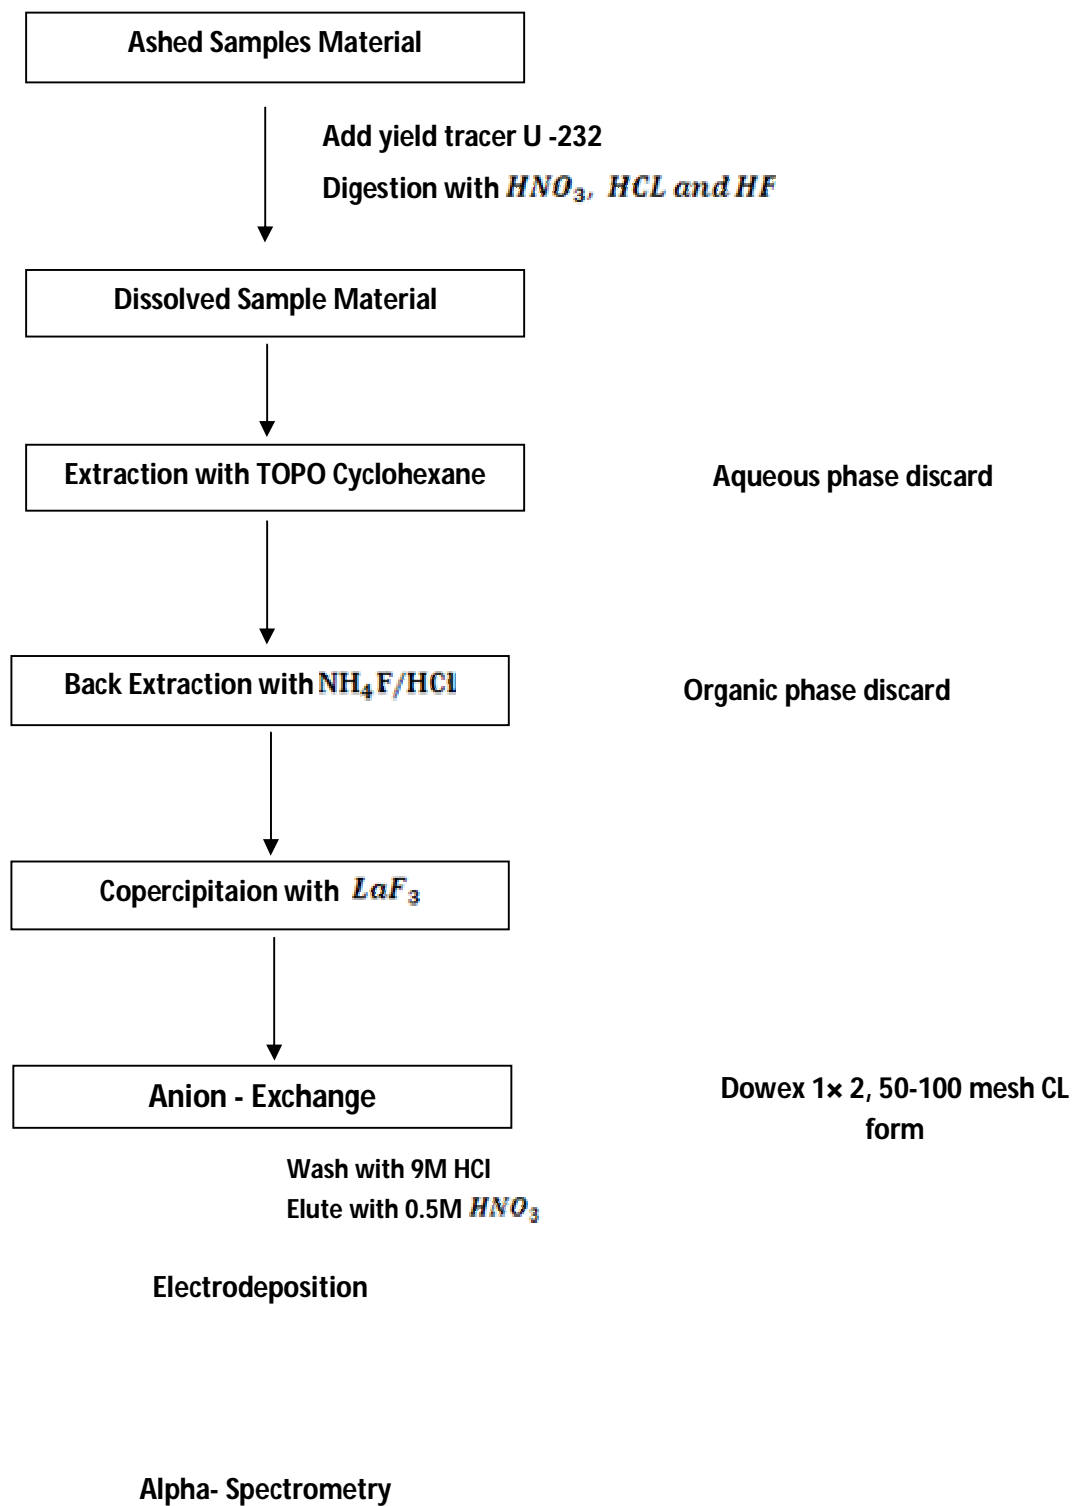 Ashed Samples Material
Add yield tracer U -232
Digestion with HNO₃, HCL and HF
Dissolved Sample Material
Extraction with TOPO Cyclohexane
Aqueous phase discard
Back Extraction with NH₄F/HCl
Organic phase discard
Copercipitaion with LaF₃
Anion - Exchange
Dowex 1× 2, 50-100 mesh CL
form
Wash with 9M HCl
Elute with 0.5M HNO₃
Electrodeposition
Alpha- Spectrometry